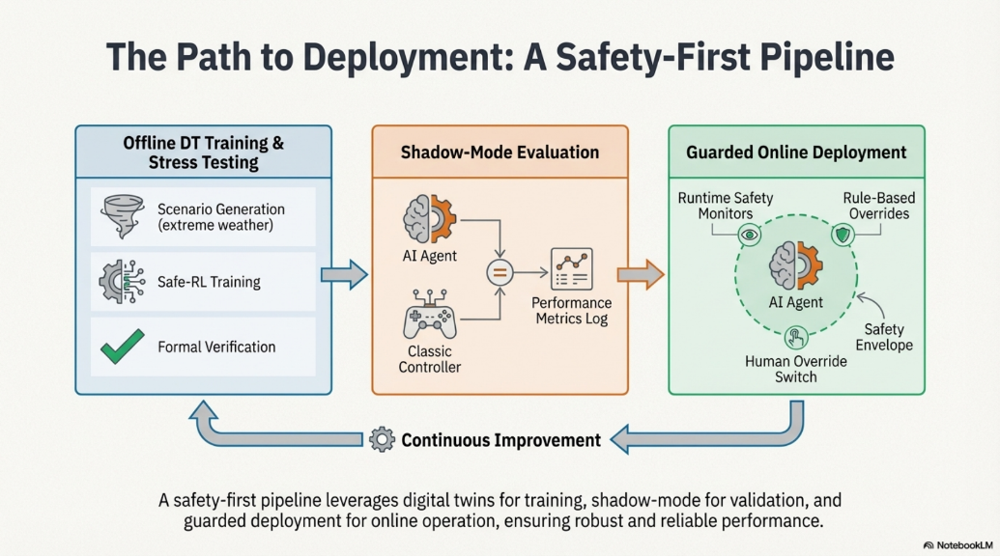 The Path to Deployment: A Safety-First Pipeline
Offline DT Training &
Stress Testing
Scenario Generation
(extreme weather)
Safe-RL Training
Formal Verification
Shadow-Mode Evaluation
AI Agent
Classic
Controller
Performance
Metrics Log
Guarded Online Deployment
Runtime Safety
Monitors
Rule-Based
Overrides
AI Agent
Safety
Envelope
Human Override
Switch
Continuous Improvement
A safety-first pipeline leverages digital twins for training, shadow-mode for validation, and
guarded deployment for online operation, ensuring robust and reliable performance.
NotebookLM